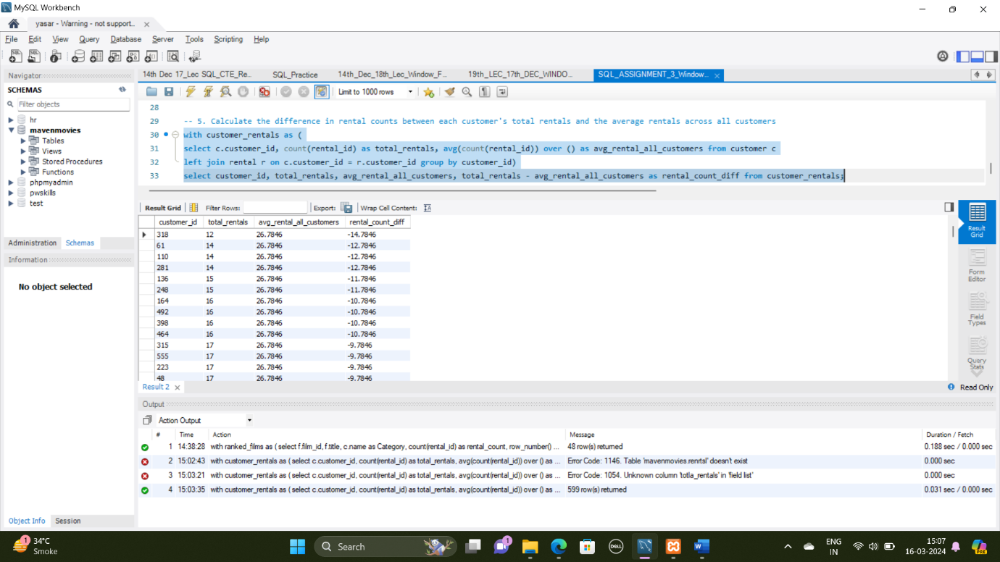 MySQL Workbench
yasar - Warning - not support...
File Edit View Query Database Server Tools Scripting Help
Navigator
SCHEMAS
Filter objects
hr
mavenmovies
Tables
Views
Stored Procedures
Functions
phpmyadmin
pwskills
test
Administration Schemas
Information
No object selected
Object Info Session
14th Dec 17_Lec SQL_CTE_Re... SQL_Practice 14th_Dec_18th_Lec_Window_F... 19th_LEC_17th_DEC_WINDO... SQL_ASSIGNMENT_3_Window...
Limit to 1000 rows
28
29 -- 5. Calculate the difference in rental counts between each customer's total rentals and the average rentals across all customers
30 with customer_rentals as (
31 select c.customer_id, count(rental_id) as total_rentals, avg(count(rental_id)) over () as avg_rental_all_customers from customer c
32 left join rental r on c.customer_id = r.customer_id group by customer_id)
33 select customer_id, total_rentals, avg_rental_all_customers, total_rentals - avg_rental_all_customers as rental_count_diff from customer_rentals;
Result Grid Filter Rows: Export: Wrap Cell Content:
customer_id total_rentals avg_rental_all_customers rental_count_diff
318 12 26.7846 -14.7846
61 14 26.7846 -12.7846
110 14 26.7846 -12.7846
281 14 26.7846 -12.7846
136 15 26.7846 -11.7846
248 15 26.7846 -11.7846
164 16 26.7846 -10.7846
492 16 26.7846 -10.7846
398 16 26.7846 -10.7846
464 16 26.7846 -10.7846
315 17 26.7846 -9.7846
555 17 26.7846 -9.7846
223 17 26.7846 -9.7846
48 17 26.7846 -9.7846
Result Grid
Form Editor
Field Types
Query Stats
Result 2
Read Only
Output
Action Output
# Time Action Message Duration / Fetch
1 14:38:28 with ranked_films as ( select f.film_id, f.title, c.name as Category, count(rental_id) as rental_count, row_number() ... 48 row(s) returned 0.188 sec / 0.000 sec
2 15:02:43 with customer_rentals as ( select c.customer_id, count(rental_id) as total_rentals, avg(count(rental_id)) over () as ... Error Code: 1146. Table 'mavenmovies.renrtsl' doesn't exist 0.000 sec
3 15:03:21 with customer_rentals as ( select c.customer_id, count(rental_id) as total_rentals, avg(count(rental_id)) over () as ... Error Code: 1054. Unknown column 'totla_rentals' in 'field list' 0.000 sec
4 15:03:35 with customer_rentals as ( select c.customer_id, count(rental_id) as total_rentals, avg(count(rental_id)) over () as ... 599 row(s) returned 0.031 sec / 0.000 sec
1 34°C
Smoke
Search
1
DELL
W
ENG
IN
15:07
16-03-2024
PRE